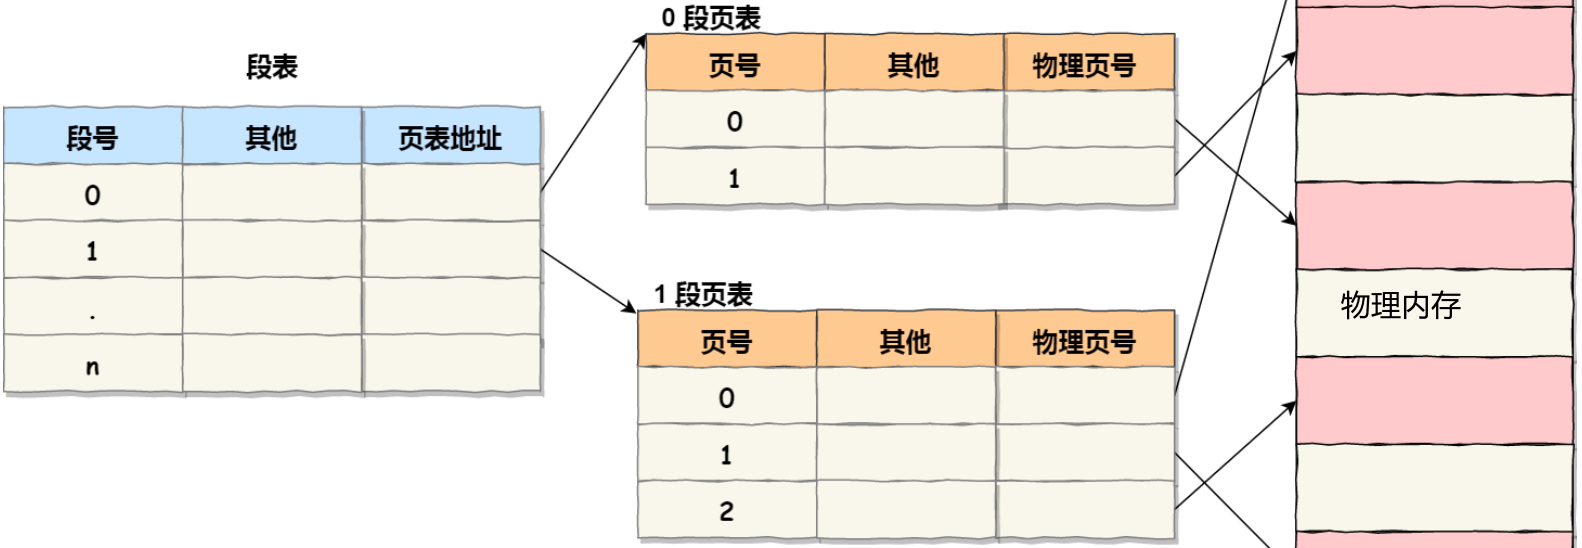 段表
段号 其他 页表地址
0
1
.
n
0 段页表
页号 其他 物理页号
0
1
1 段页表
页号 其他 物理页号
0
1
2
物理内存